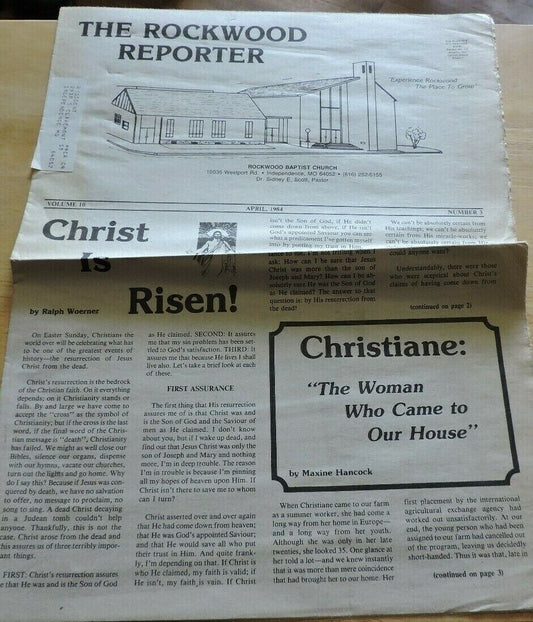 THE ROCKWOOD
REPORTER
"Experience Rockwood
The Place To Grow"
ROCKWOOD BAPTIST CHURCH
Independence, MO 64052 • (816) 252-6155
Dr. Sidney E. Scott, Pastor
VOLUME 10
APRIL, 1984
NUMBER 3
Christ
Is
Risen!
by Ralph Woerner
On Easter Sunday, Christians the
world over will be celebrating what has
to be one of the greatest events of
history—the resurrection of Jesus
Christ from the dead.
Christ's resurrection is the bedrock
of the Christian faith. On it everything
depends; on it Christianity stands or
falls. By and large we have come to
accept the "cross" as the symbol of
Christianity; but if the cross is the last
word, if the final word of the Chris-
tian message is "death", Christianity
has failed. We might as well close our
Bibles, silence our organs, dispense
with our hymns, vacate our churches,
turn out the lights and go home. Why
do I say this? Because if Jesus was con-
quered by death, we have no salvation
to offer, no message to proclaim, no
song to sing. A dead Christ decaying
in a Judean tomb couldn't help
anyone. Thankfully, this is not the
case. Christ arose from the dead and
this assures us of three terribly impor-
tant things.
FIRST: Christ's resurrection assures
me that He was and is the Son of God
as He claimed. SECOND: It assures
me that my sin problem has been set-
tled to God's satisfaction. THIRD: It
assures me that because He lives I shall
live also. Let's take a brief look at each
of these.
FIRST ASSURANCE
The first thing that His resurrection
assures me of is that Christ was and
is the Son of God and the Saviour of
men as He claimed. I don't know
about you, but if I wake up dead, and
find out that Jesus Christ was only the
son of Joseph and Mary and nothing
more, I'm in deep trouble. The reason
I'm in trouble is because I'm pinning
all my hopes of heaven upon Him. If
Christ isn't there to save me to whom
can I turn?
Christ asserted over and over again
that He had come down from heaven;
that He was God's appointed Saviour;
and that He would save all who put
their trust in Him. And quite frank-
ly, I'm depending on that. If Christ is
who He claimed, my faith is valid; if
He isn't, my faith is vain. If Christ
isn't the Son of God, if He didn't
come down from above, if He isn't
God's appointed Saviour you can see
what a predicament I've gotten myself
into by putting my trust in Him.
ask: How can I be sure that Jesus
Christ was more than the son of
Joseph and Mary? How can I be ab-
solutely sure He was the Son of God
as He claimed? The answer to that
question is: by His resurrection from
the dead!
We can't be absolutely certain from
His teachings; we can't be absolutely
certain from His miracle-works; we
can't be absolutely certain from His
could anyone want?
Understandably, there were those
who were sceptical about Christ's
claims of having come down from
(continued on page 2)
Christiane:
"The Woman
Who Came to
Our House"
by Maxine Hancock
When Christiane came to our farm
as a summer worker, she had come a
long way from her home in Europe—
and a long way from her youth.
Although she was only in her late
twenties, she looked 35. One glance at
her told a lot—and we knew instantly
that it was more than mere coincidence
that had brought her to our home. Her
first placement by the international
agricultural exchange agency had
worked out unsatisfactorily. At our
end, the young person who had been
assigned to our farm had cancelled out
of the program, leaving us decidedly
short-handed. Thus it was that, late in
(continued on page 3)